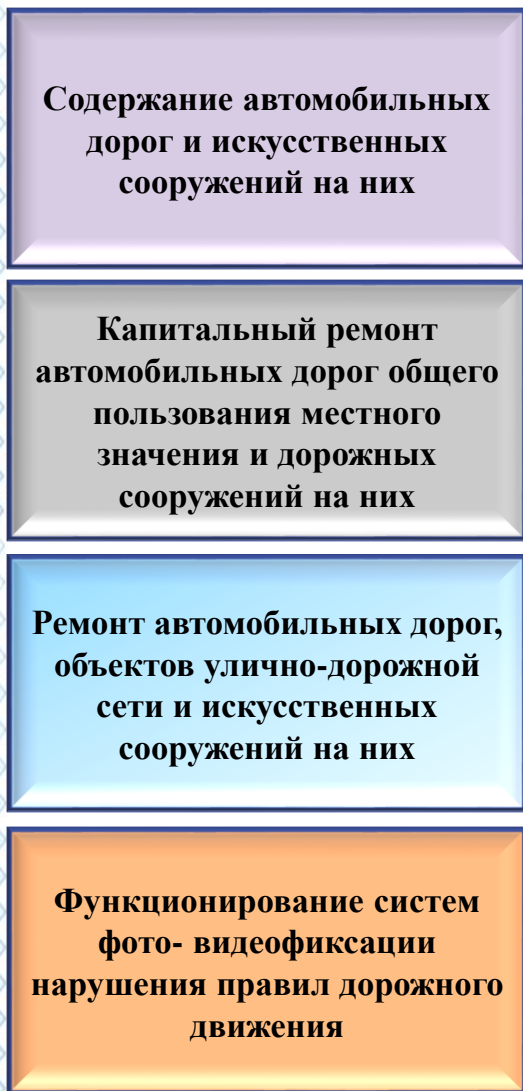 Содержание автомобильных
дорог и искусственных
сооружений на них
Капитальный ремонт
автомобильных дорог общего
пользования местного
значения и дорожных
сооружений на них
Ремонт автомобильных дорог,
объектов улично-дорожной
сети и искусственных
сооружений на них
Функционирование систем
фото- видеофиксации
нарушения правил дорожного
движения